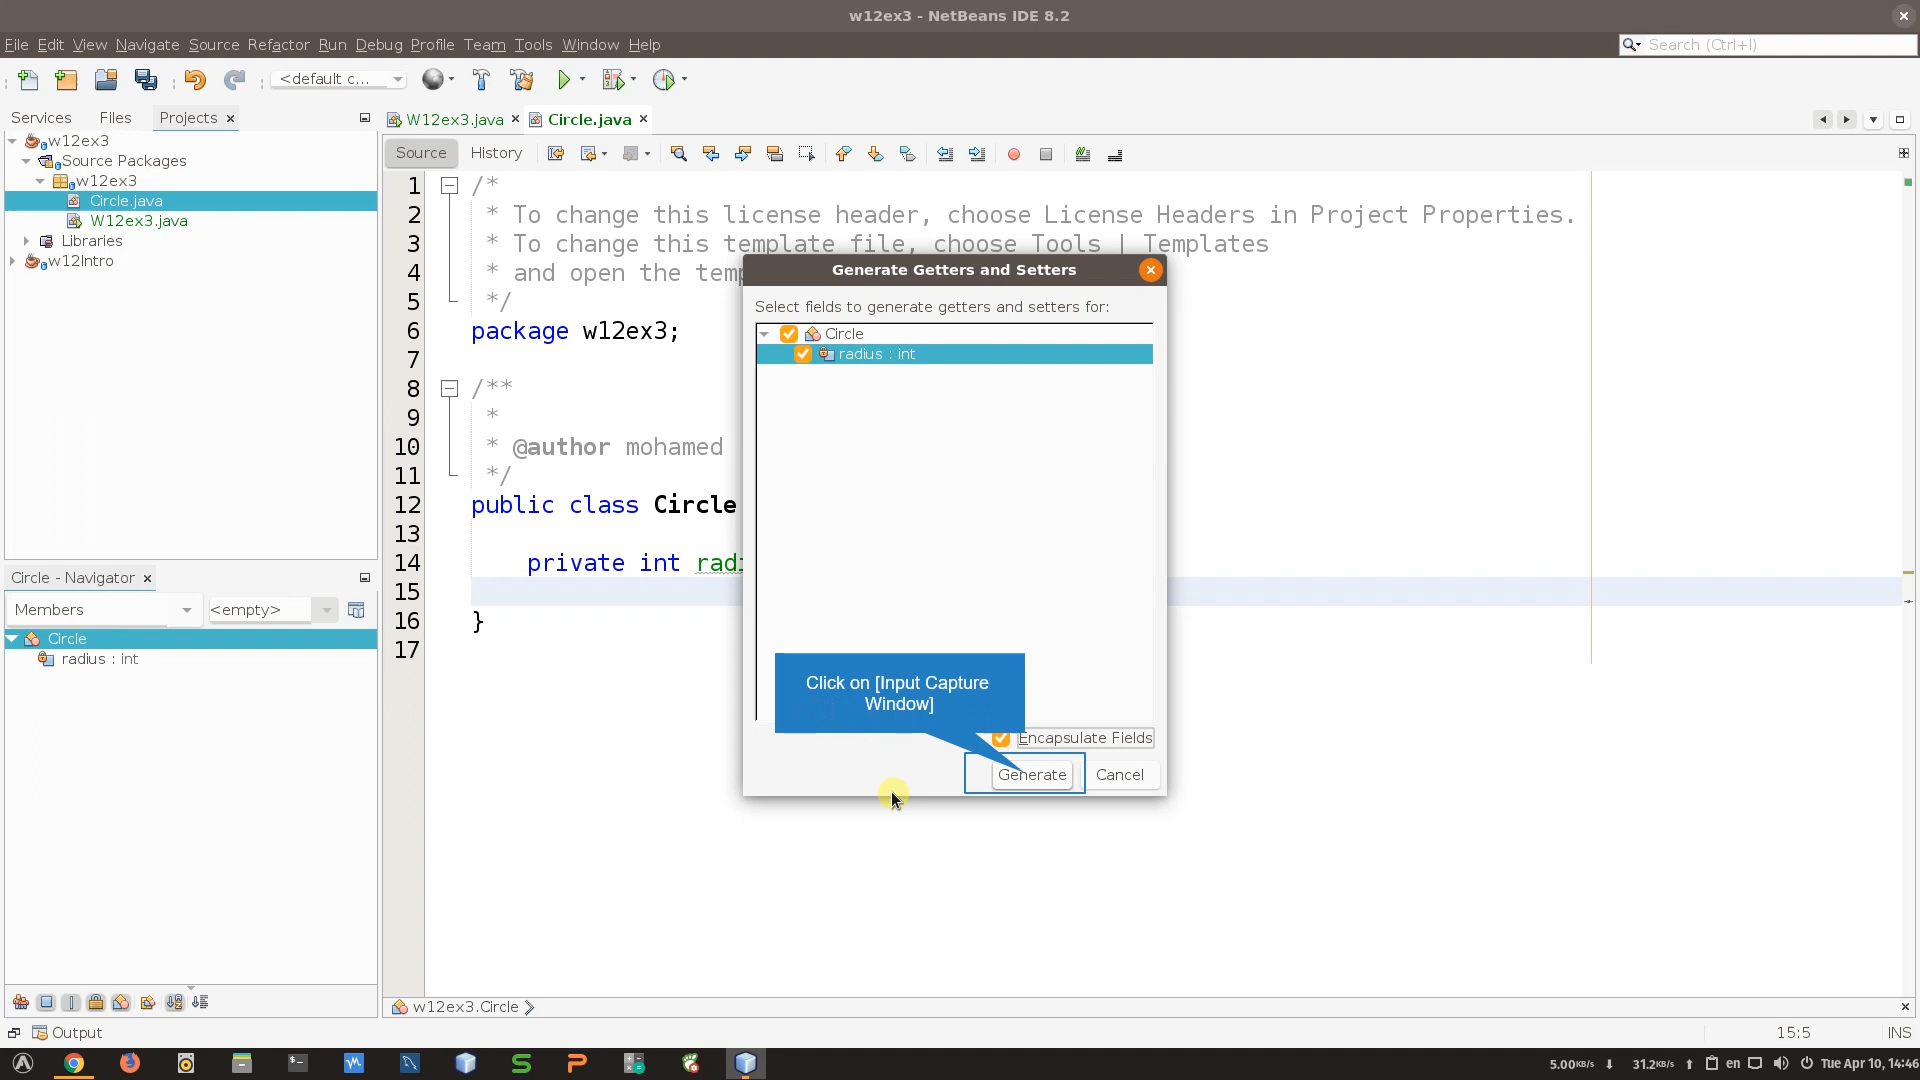 w12ex3 - NetBeans IDE 8.2
File Edit View Navigate Source Refactor Run Debug Profile Team Tools Window Help
Search (Ctrl+I)
<default c...
Services Files Projects
W12ex3.java Circle.java
Source History
w12ex3
Source Packages
w12ex3
Circle.java
W12ex3.java
Libraries
w12Intro
1 /*
2 * To change this license header, choose License Headers in Project Properties.
3 * To change this template file, choose Tools | Templates
4 * and open the temp
5 */
6 package w12ex3;
7
8 /**
9 *
10 * @author mohamed
11 */
12 public class Circle
13
14 private int radi
15
16 }
17
Generate Getters and Setters
Select fields to generate getters and setters for:
Circle
radius : int
Click on [Input Capture
Window]
Encapsulate Fields
Generate Cancel
Circle - Navigator
Members <empty>
Circle
radius : int
w12ex3.Circle
Output
15:5 INS
5.00KB/s 31.2KB/s en Tue Apr 10, 14:46